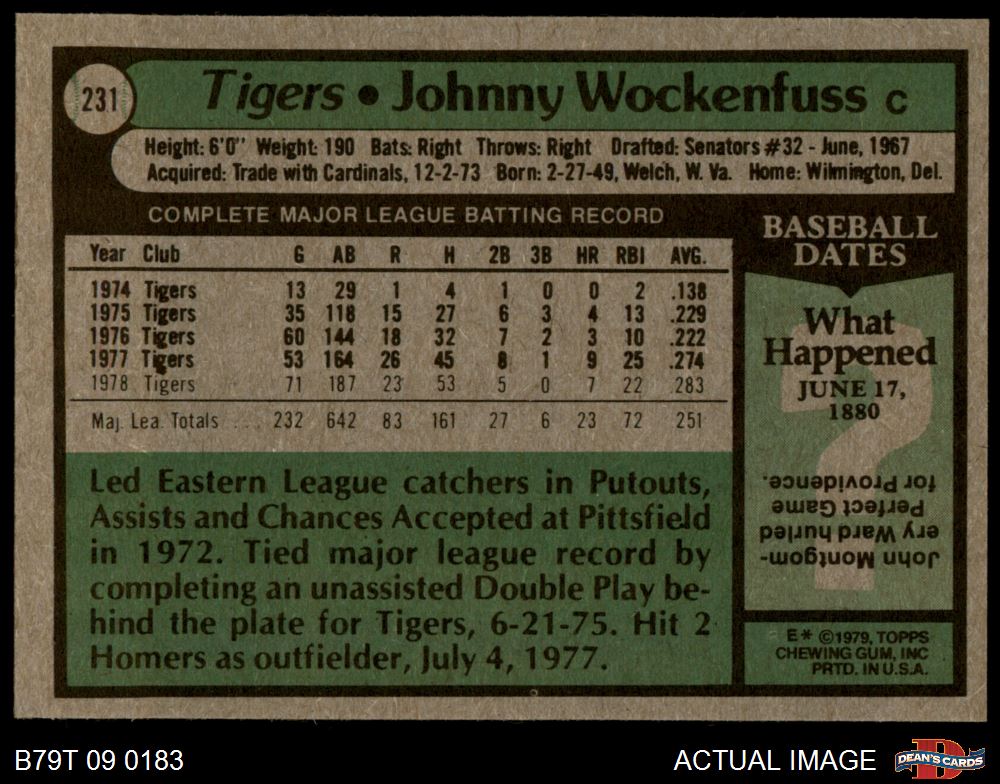 231
Tigers • Johnny Wockenfuss C
Height: 6'0" Weight: 190 Bats: Right Throws: Right Drafted: Senators #32 - June, 1967
Acquired: Trade with Cardinals, 12-2-73 Born: 2-27-49, Welch, W. Va. Home: Wilmington, Del.
COMPLETE MAJOR LEAGUE BATTING RECORD
Year Club G AB R H 2B 3B HR RBI AVG.
1974 Tigers 13 29 1 4 1 0 0 2 .138
1975 Tigers 35 118 15 27 6 3 4 13 .229
1976 Tigers 60 144 18 32 7 2 3 10 .222
1977 Tigers 53 164 26 45 8 1 9 25 .274
1978 Tigers 71 187 23 53 5 0 7 22 .283
Maj. Lea. Totals ... 232 642 83 161 27 6 23 72 .251
Led Eastern League catchers in Putouts,
Assists and Chances Accepted at Pittsfield
in 1972. Tied major league record by
completing an unassisted Double Play be-
hind the plate for Tigers, 6-21-75. Hit 2
Homers as outfielder, July 4, 1977.
BASEBALL
DATES
What
Happened
JUNE 17,
1880
?
John Montgom-
ery Ward hurled
Perfect Game
for Providence.
E* ©1979, TOPPS
CHEWING GUM, INC
PRTD. IN U.S.A.
B79T 09 0183
ACTUAL IMAGE
D
DEAN'S CARDS